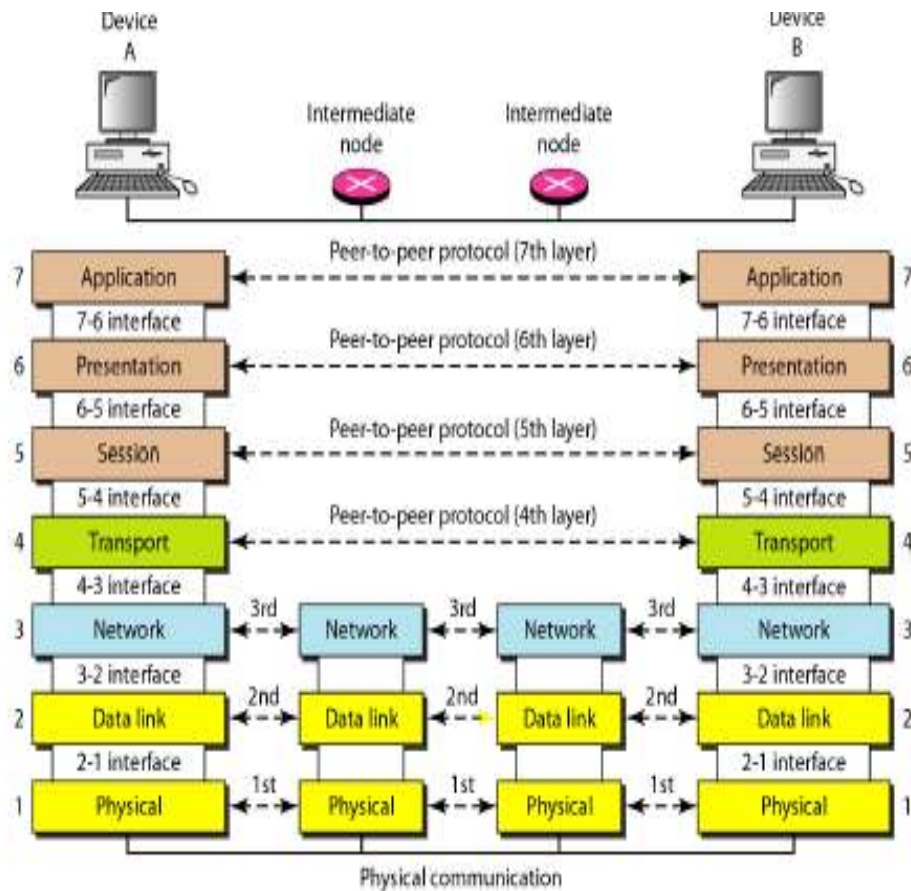 Device
A
Device
B
Intermediate
node
Intermediate
node
Peer-to-peer protocol (7th layer)
7 Application Application 7
7-6 interface 7-6 interface
Peer-to-peer protocol (6th layer)
6 Presentation Presentation 6
6-5 interface 6-5 interface
Peer-to-peer protocol (5th layer)
5 Session Session 5
5-4 interface 5-4 interface
Peer-to-peer protocol (4th layer)
4 Transport Transport 4
4-3 interface 4-3 interface
3rd 3rd 3rd
3 Network Network Network Network 3
3-2 interface 3-2 interface
2nd 2nd 2nd
2 Data link Data link Data link Data link 2
2-1 interface 2-1 interface
1st 1st 1st
1 Physical Physical Physical Physical 1
Physical communication